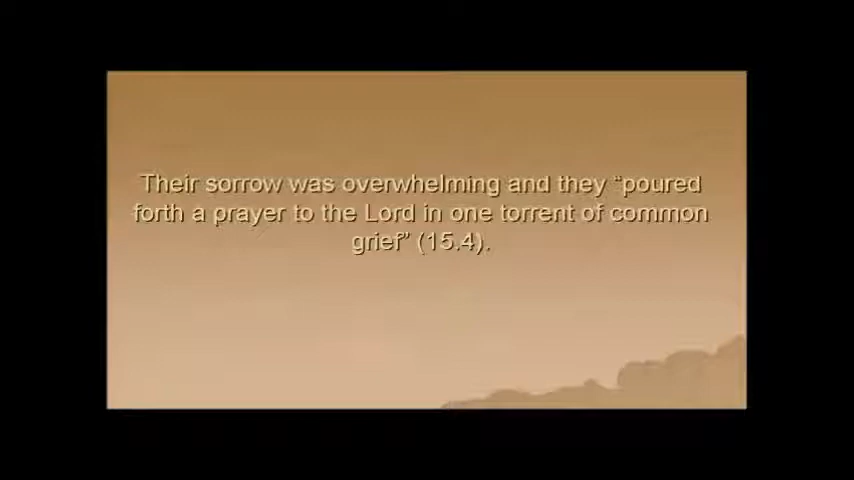 Their sorrow was overwhelming and they “poured
forth a prayer to the Lord in one torrent of common
grief” (15.4).